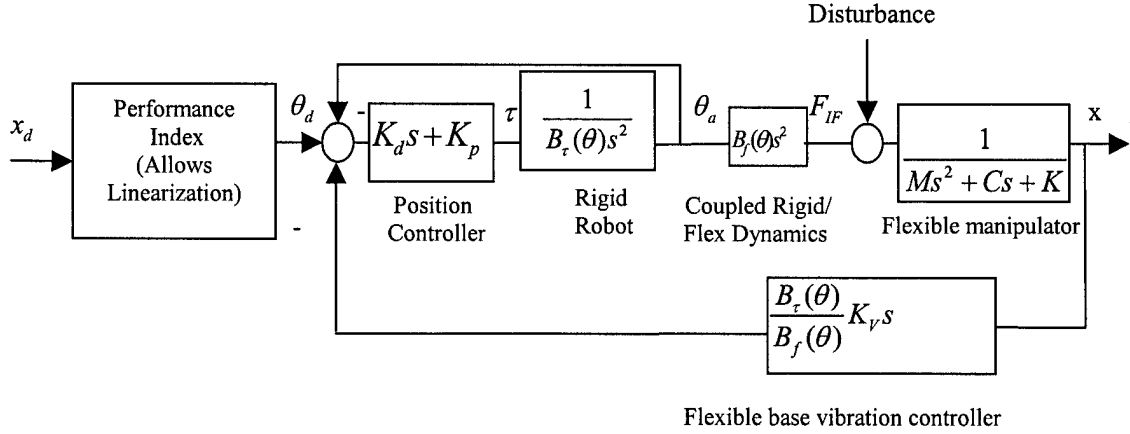 Disturbance
x_d
Performance
Index
(Allows
Linearization)
θ_d
-
K_d s + K_p
τ
1
B_τ(θ)s^2
θ_a
B_f(θ)s^2
F_IF
1
Ms^2 + Cs + K
x
Position
Controller
Rigid
Robot
Coupled Rigid/
Flex Dynamics
Flexible manipulator
-
B_τ(θ)
B_f(θ)
K_V s
Flexible base vibration controller